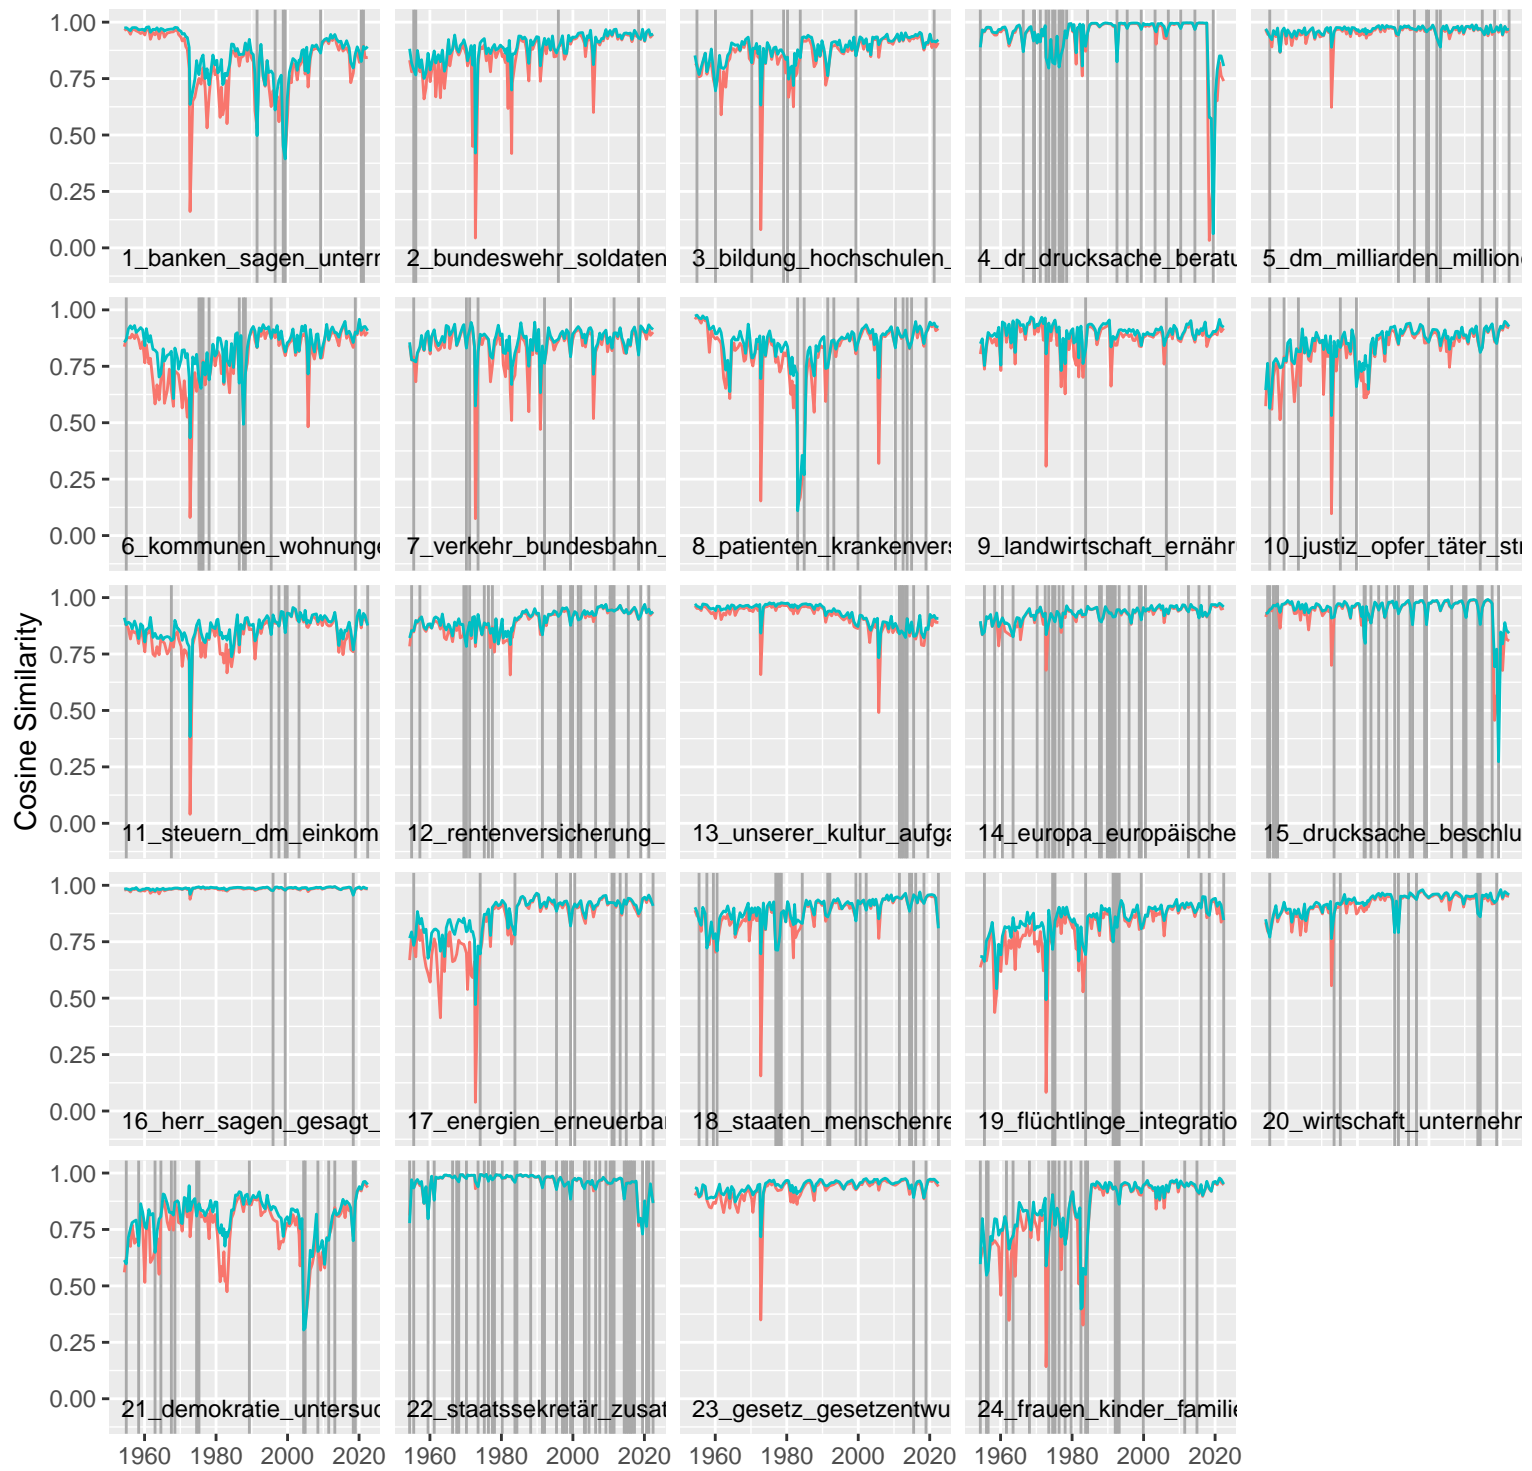 1.00
0.75
0.50
0.25
0.00
1_banken_sagen_unterr
2_bundeswehr_soldaten
3_bildung_hochschulen_
4_dr_drucksache_beratu
5_dm_milliarden_millione
1.00
0.75
0.50
0.25
0.00
6_kommunen_wohnunge
7_verkehr_bundesbahn_
8_patienten_krankenvers
9_landwirtschaft_ernähr
10_justiz_opfer_täter_str
Cosine Similarity
1.00
0.75
0.50
0.25
0.00
11_steuern_dm_einkom
12_rentenversicherung_
13_unserer_kultur_aufga
14_europa_europäische
15_drucksache_beschlu
1.00
0.75
0.50
0.25
0.00
16_herr_sagen_gesagt_
17_energien_erneuerbar
18_staaten_menschenre
19_flüchtlinge_integratio
20_wirtschaft_unternehn
1.00
0.75
0.50
0.25
0.00
21_demokratie_untersuc
22_staatssekretär_zusat
23_gesetz_gesetzentwu
24_frauen_kinder_familie
1960 1980 2000 2020
1960 1980 2000 2020
1960 1980 2000 2020
1960 1980 2000 2020